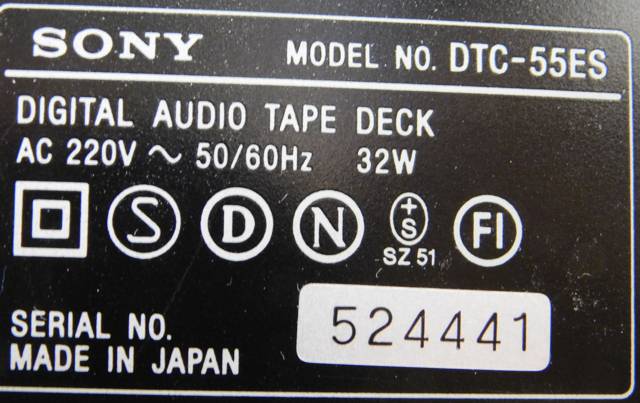 SONY MODEL NO. DTC-55ES
DIGITAL AUDIO TAPE DECK
AC 220V ~ 50/60Hz 32W
S D N +S FI
SZ 51
SERIAL NO. 524441
MADE IN JAPAN